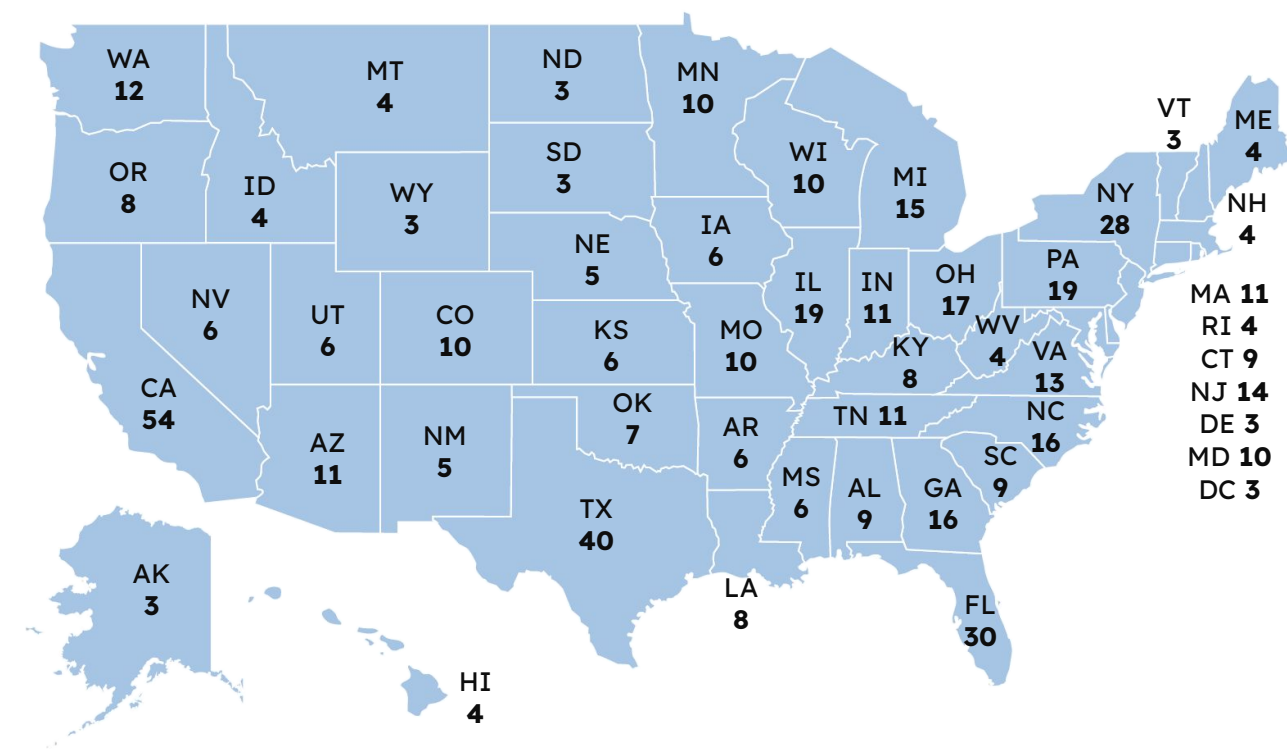 WA
12
OR
8
CA
54
NV
6
ID
4
MT
4
WY
3
UT
6
CO
10
AZ
11
NM
5
ND
3
SD
3
NE
5
KS
6
OK
7
TX
40
MN
10
IA
6
MO
10
AR
6
LA
8
WI
10
IL
19
MI
15
IN
11
OH
17
KY
8
TN 11
MS
6
AL
9
GA
16
FL
30
SC
9
NC
16
VA
13
WV
4
PA
19
NY
28
VT
3
ME
4
NH
4
MA 11
RI 4
CT 9
NJ 14
DE 3
MD 10
DC 3
AK
3
HI
4